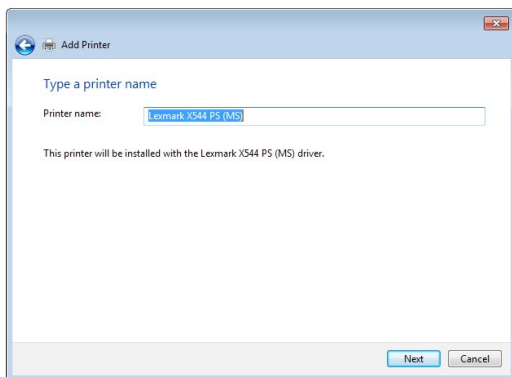 Add Printer
Type a printer name
Printer name: Lexmark X544 PS (MS)
This printer will be installed with the Lexmark X544 PS (MS) driver.
Next Cancel